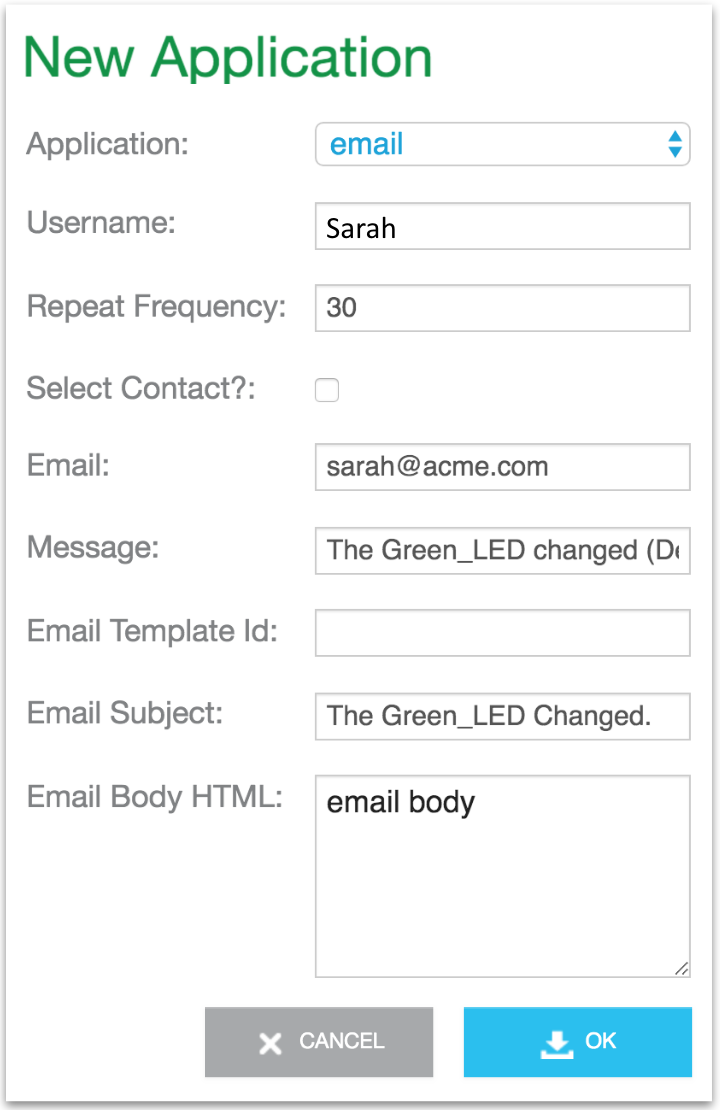 New Application
Application: email
Username: Sarah
Repeat Frequency: 30
Select Contact?:
Email: sarah@acme.com
Message: The Green_LED changed
Email Template Id:
Email Subject: The Green_LED Changed.
Email Body HTML: email body
CANCEL OK